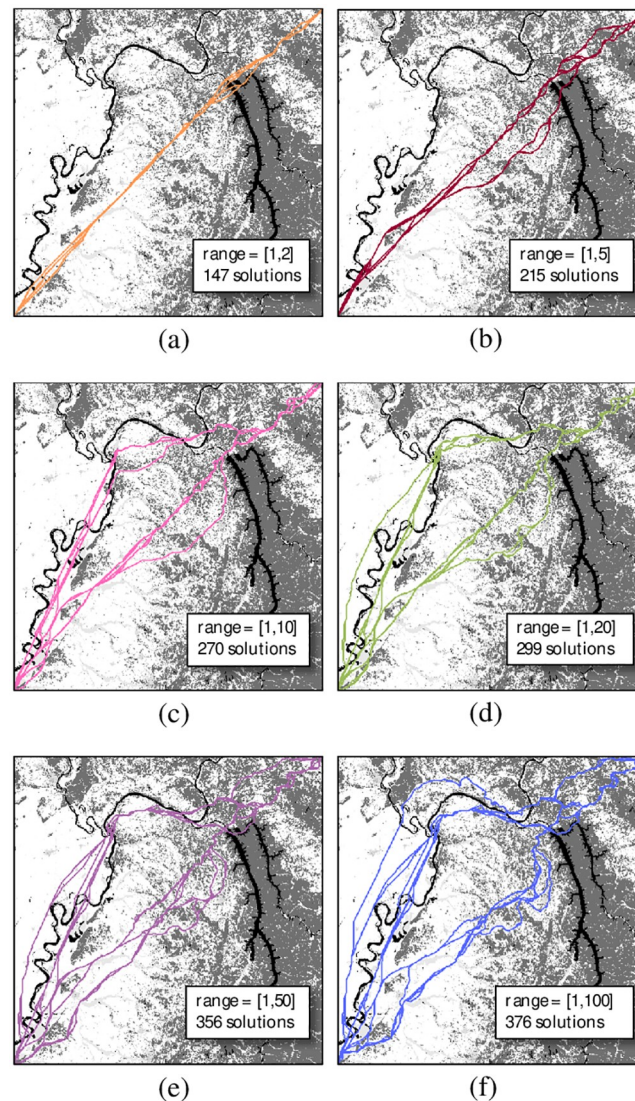 range = [1,2]
147 solutions
(a)
range = [1,5]
215 solutions
(b)
range = [1,10]
270 solutions
(c)
range = [1,20]
299 solutions
(d)
range = [1,50]
356 solutions
(e)
range = [1,100]
376 solutions
(f)